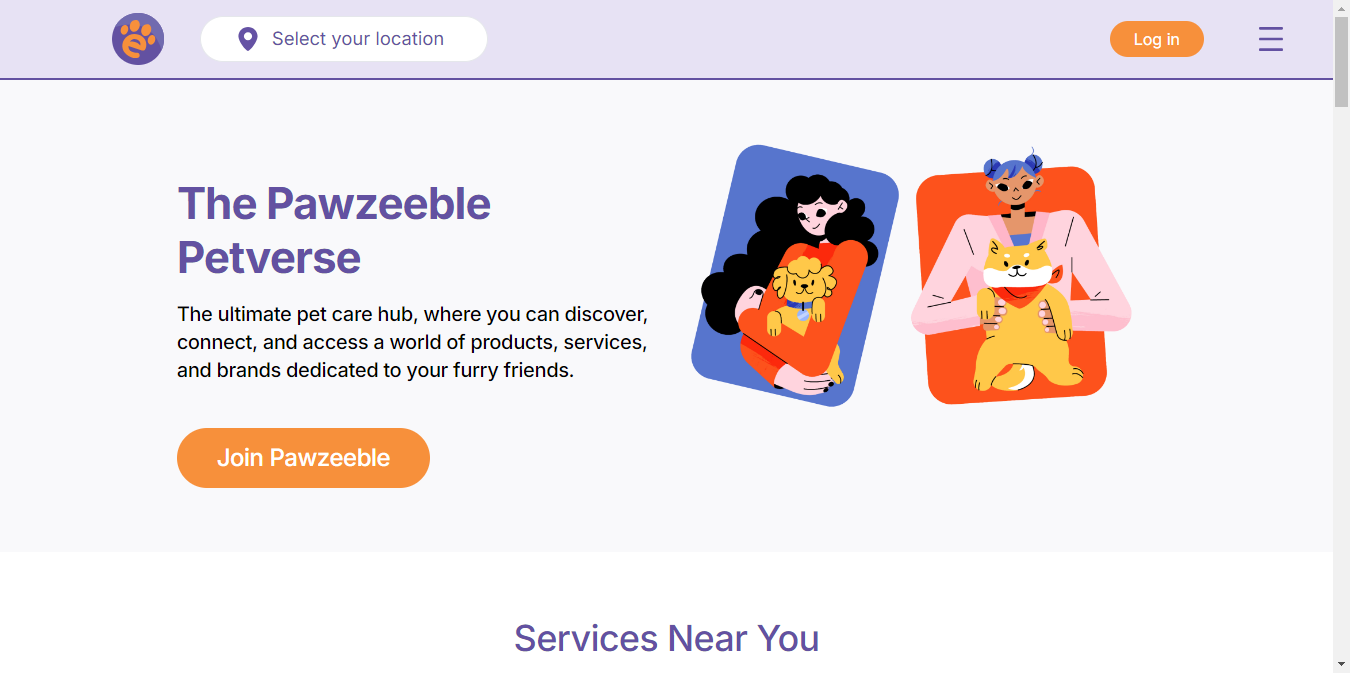 Select your location
Log in
The Pawzeeble
Petverse
The ultimate pet care hub, where you can discover,
connect, and access a world of products, services,
and brands dedicated to your furry friends.
Join Pawzeeble
Services Near You